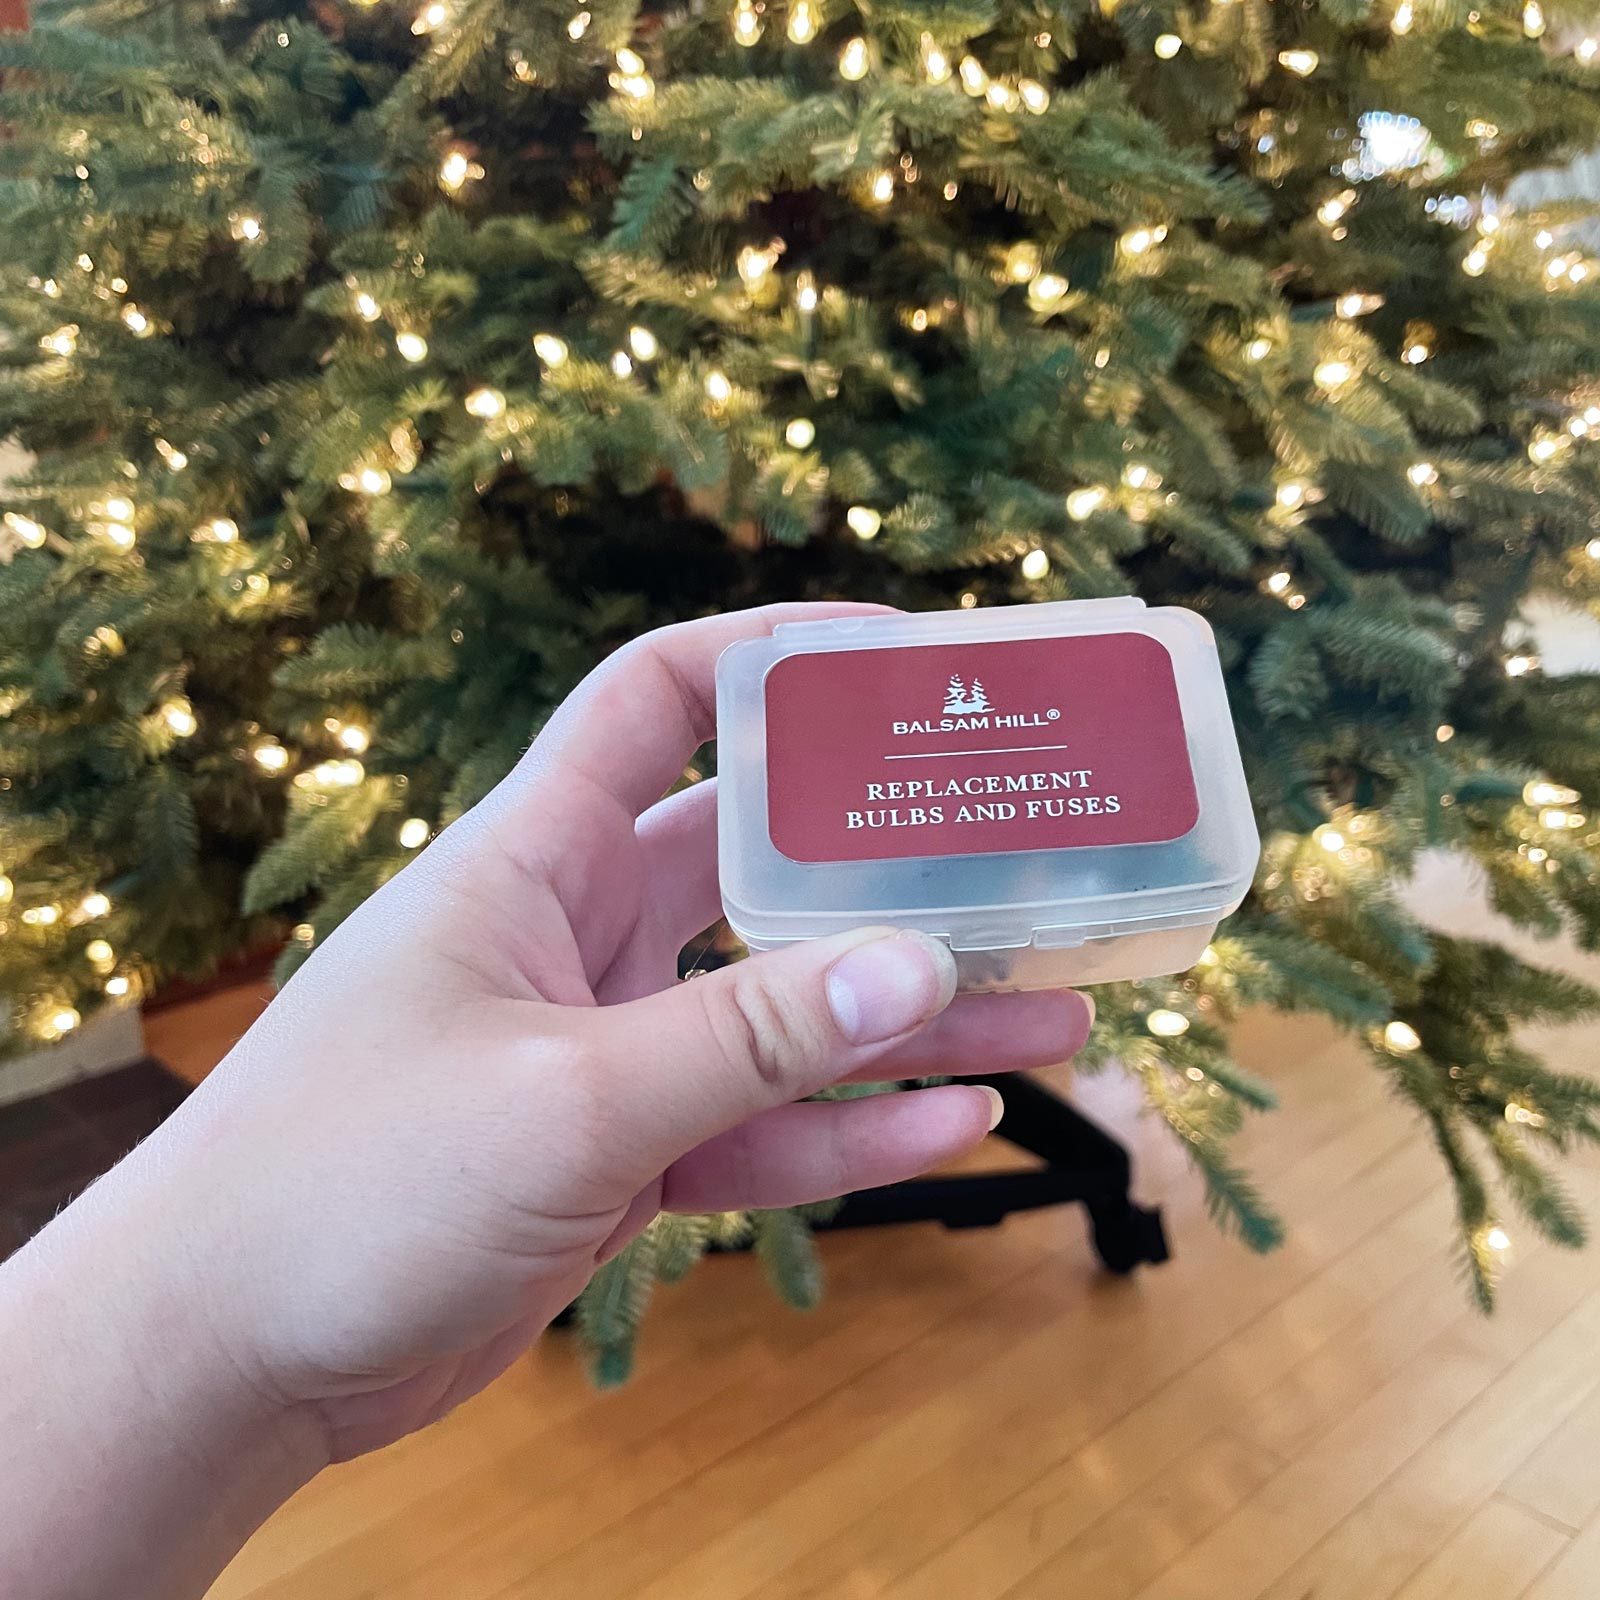 BALSAM HILL®
REPLACEMENT
BULBS AND FUSES